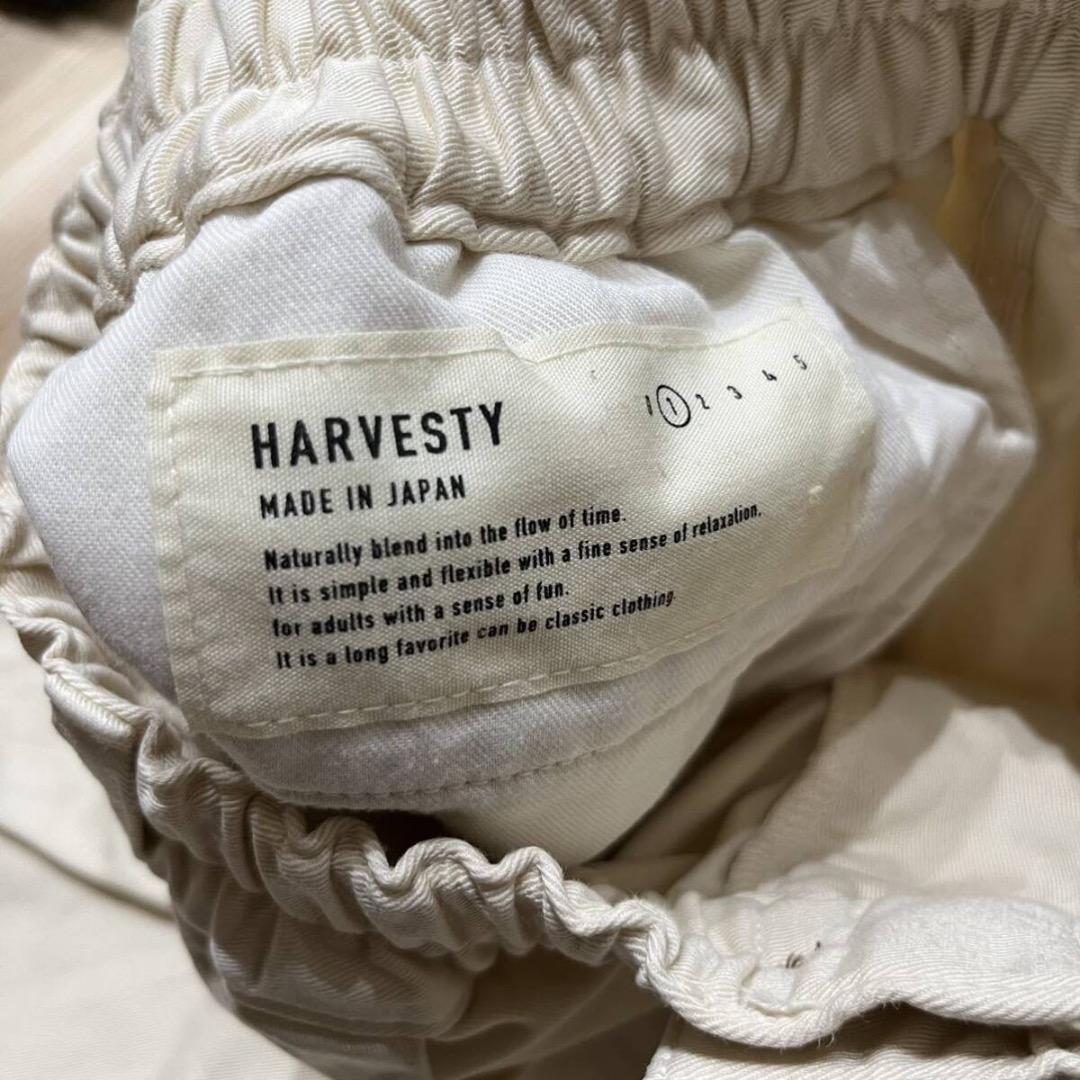 HARVESTY
0 1 2 3 4 5
MADE IN JAPAN
Naturally blend into the flow of time.
It is simple and flexible with a fine sense of relaxation,
for adults with a sense of fun.
It is a long favorite can be classic clothing.